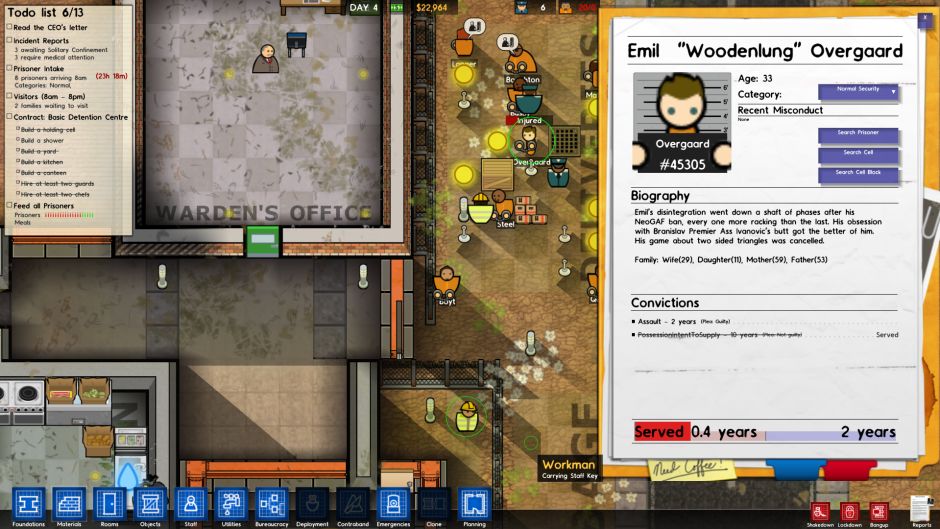 Todo list 6/13
Read the CEO's letter
Incident Reports
3 awaiting Solitary Confinement
3 require medical attention
Prisoner Intake
8 prisoners arriving 8am (23h 18m)
Categories: Normal,
Visitors (8am - 8pm)
2 families waiting to visit
Contract: Basic Detention Centre
Build a holding cell
Build a shower
Build a yard
Build a kitchen
Build a canteen
Hire at least two guards
Hire at least two chefs
Feed all Prisoners
Prisoners
Meals
DAY 4
$22,964
6
WARDEN'S OFFICE
Injured
Overgaard
Steel
Boyt
Workman
Carrying Staff Key
Emil "Woodenlung" Overgaard
Overgaard
#45305
Age: 33
Category:
Normal Security
Recent Misconduct
None
Search Prisoner
Search Cell
Search Cell Block
Biography
Emil's disintegration went down a shaft of phases after his
NeoGAF ban, every one more racking than the last. His obsession
with Branislav Premier Ass Ivanovic's butt got the better of him.
His game about two sided triangles was cancelled.
Family: Wife(29), Daughter(11), Mother(59), Father(53)
Convictions
Assault - 2 years (Plea: Guilty)
PossessionIntentToSupply - 10 years (Plea: Not guilty) Served
Served 0.4 years 2 years
Need Coffee!
Foundations Materials Rooms Objects Staff Utilities Bureaucracy Deployment Contraband Emergencies Clone Planning
Shakedown Lockdown Bangup Reports